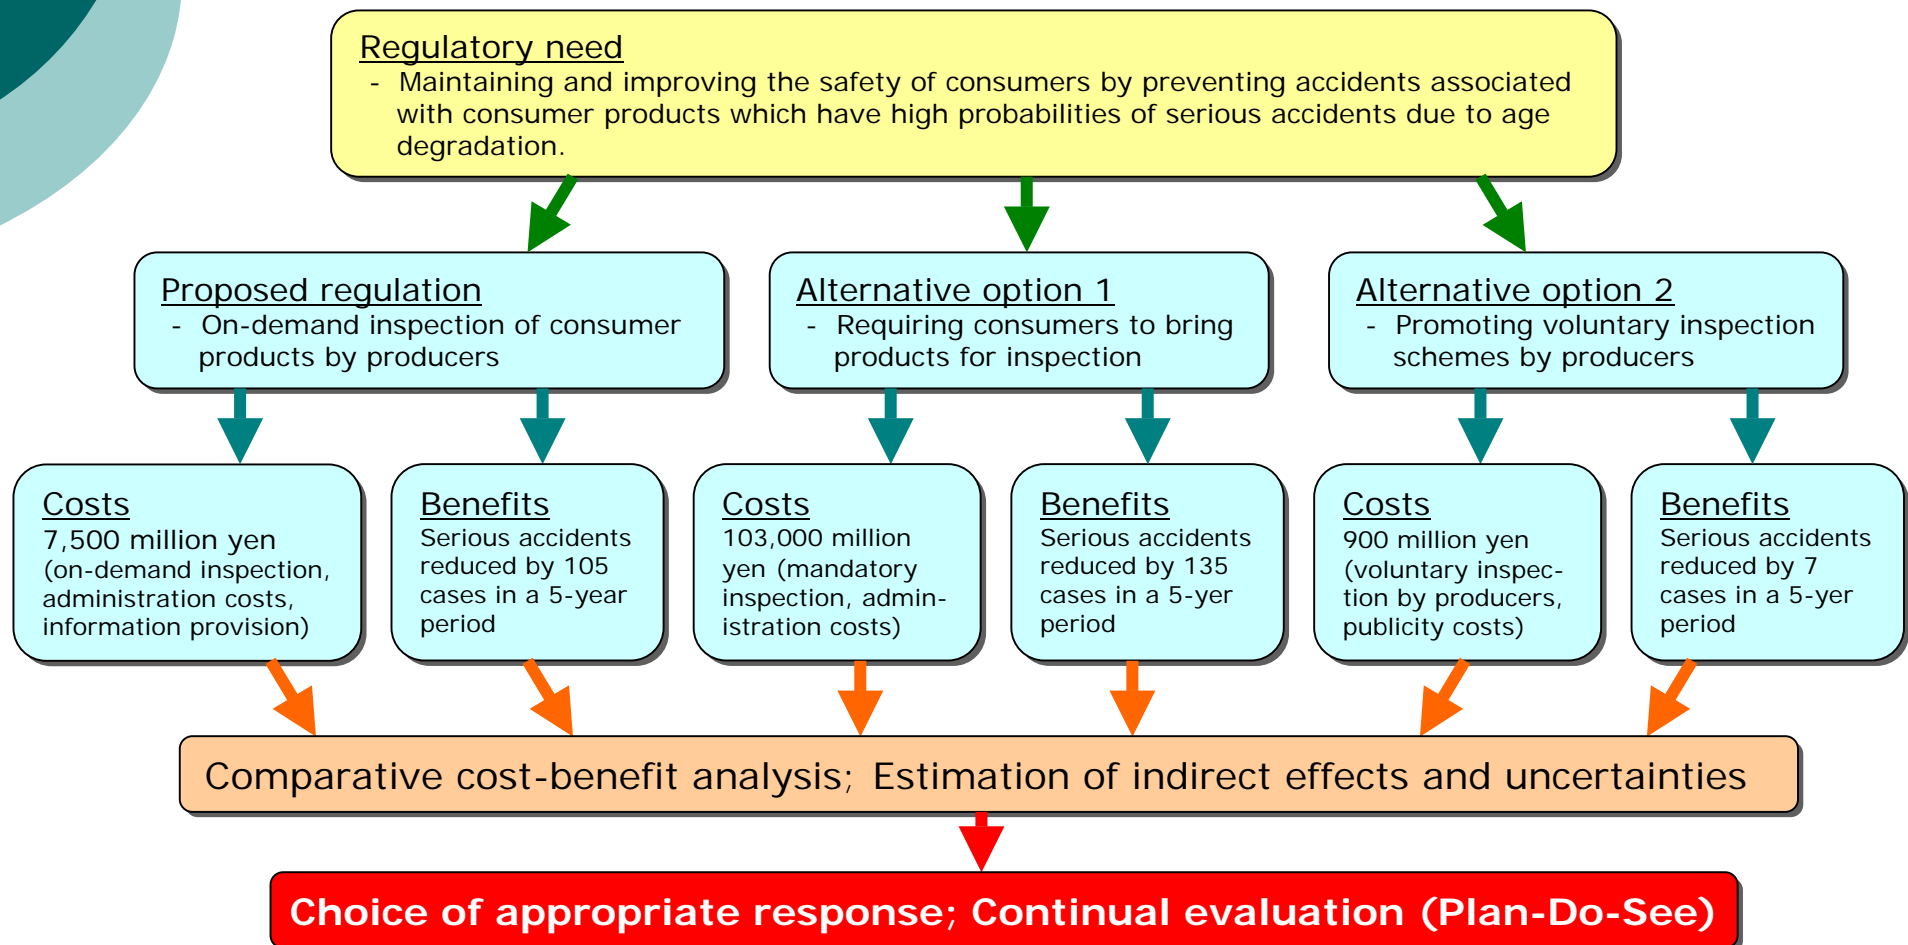 Regulatory need
- Maintaining and improving the safety of consumers by preventing accidents associated
with consumer products which have high probabilities of serious accidents due to age
degradation.
Proposed regulation
- On-demand inspection of consumer
products by producers
Alternative option 1
- Requiring consumers to bring
products for inspection
Alternative option 2
- Promoting voluntary inspection
schemes by producers
Costs
7,500 million yen
(on-demand inspection,
administration costs,
information provision)
Benefits
Serious accidents
reduced by 105
cases in a 5-year
period
Costs
103,000 million
yen (mandatory
inspection, admin-
istration costs)
Benefits
Serious accidents
reduced by 135
cases in a 5-yer
period
Costs
900 million yen
(voluntary inspec-
tion by producers,
publicity costs)
Benefits
Serious accidents
reduced by 7
cases in a 5-yer
period
Comparative cost-benefit analysis; Estimation of indirect effects and uncertainties
Choice of appropriate response; Continual evaluation (Plan-Do-See)